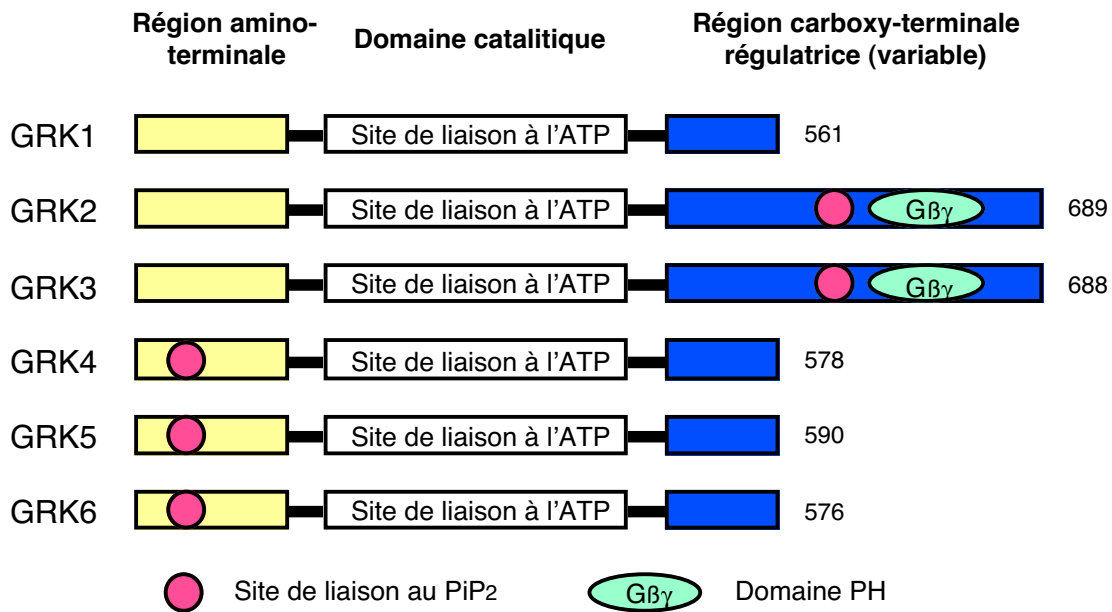 Région amino-
terminale
Domaine catalitique
Région carboxy-terminale
régulatrice (variable)
GRK1
Site de liaison à l'ATP
561
GRK2
Site de liaison à l'ATP
Gβγ
689
GRK3
Site de liaison à l'ATP
Gβγ
688
GRK4
Site de liaison à l'ATP
578
GRK5
Site de liaison à l'ATP
590
GRK6
Site de liaison à l'ATP
576
Site de liaison au PiP2
Gβγ
Domaine PH